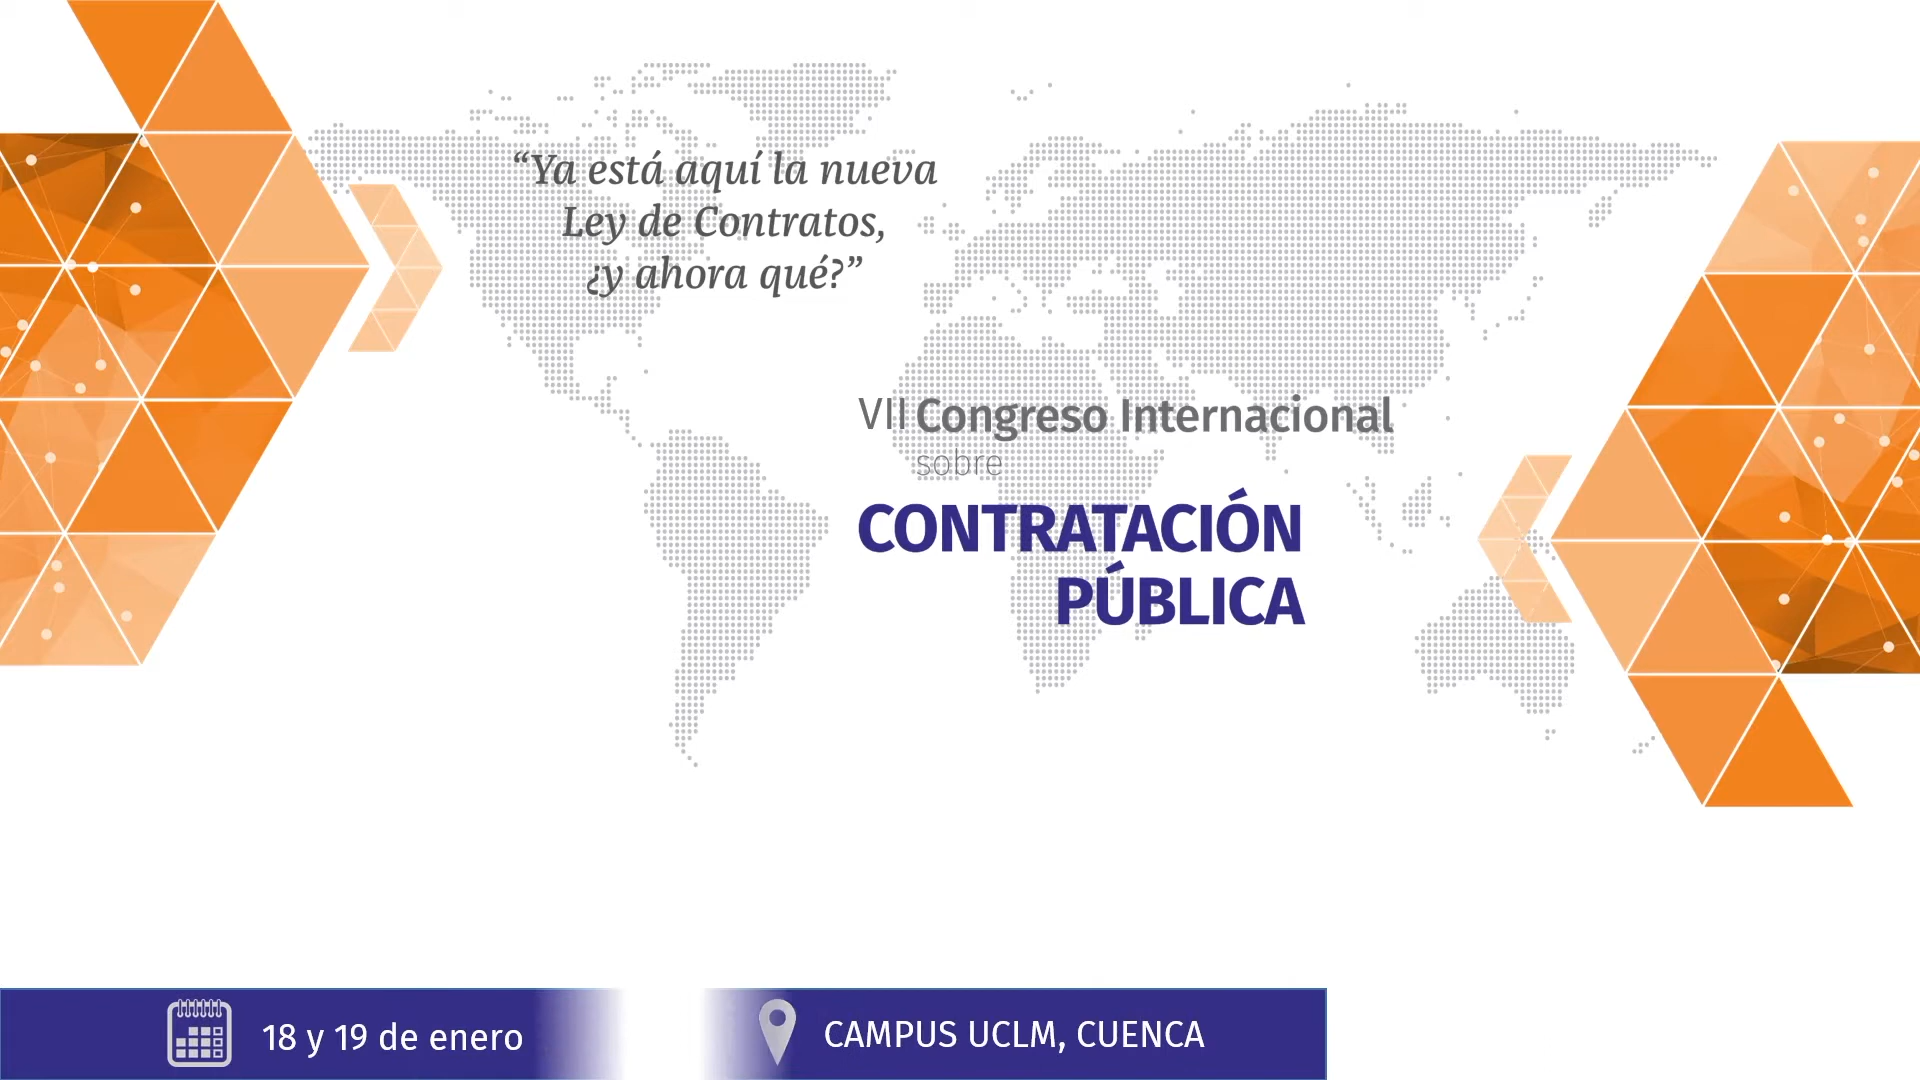 “Ya está aquí la nueva
Ley de Contratos,
¿y ahora qué?”
VII Congreso Internacional
sobre
CONTRATACIÓN
PÚBLICA
18 y 19 de enero
CAMPUS UCLM, CUENCA